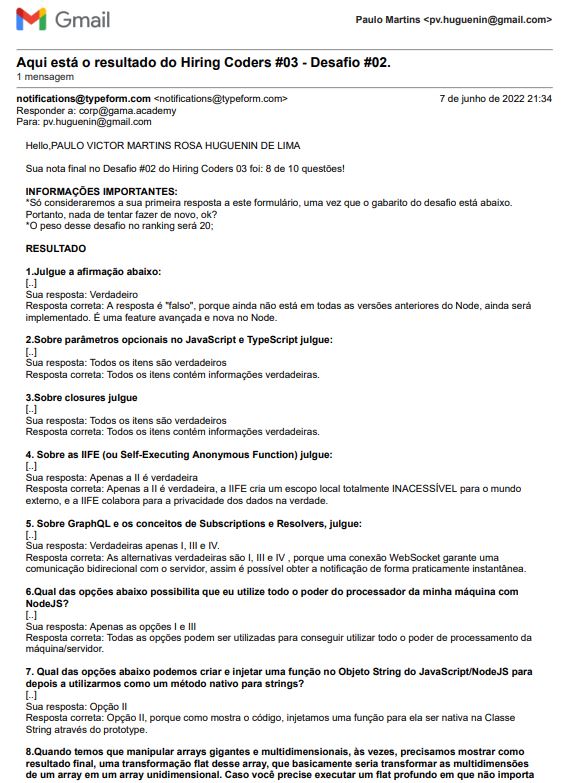 Gmail
Paulo Martins <pv.huguenin@gmail.com>
Aqui está o resultado do Hiring Coders #03 - Desafio #02.
1 mensagem
notifications@typeform.com <notifications@typeform.com> 7 de junho de 2022 21:34
Responder a: corp@gama.academy
Para: pv.huguenin@gmail.com
Hello,PAULO VICTOR MARTINS ROSA HUGUENIN DE LIMA
Sua nota final no Desafio #02 do Hiring Coders 03 foi: 8 de 10 questões!
INFORMAÇÕES IMPORTANTES:
*Só consideraremos a sua primeira resposta a este formulário, uma vez que o gabarito do desafio está abaixo.
Portanto, nada de tentar fazer de novo, ok?
*O peso desse desafio no ranking será 20;
RESULTADO
1.Julgue a afirmação abaixo:
[..]
Sua resposta: Verdadeiro
Resposta correta: A resposta é "falso", porque ainda não está em todas as versões anteriores do Node, ainda será
implementado. É uma feature avançada e nova no Node.
2.Sobre parâmetros opcionais no JavaScript e TypeScript julgue:
[..]
Sua resposta: Todos os itens são verdadeiros
Resposta correta: Todos os itens contém informações verdadeiras.
3.Sobre closures julgue
[..]
Sua resposta: Todos os itens são verdadeiros
Resposta correta: Todos os itens contém informações verdadeiras.
4. Sobre as IIFE (ou Self-Executing Anonymous Function) julgue:
[..]
Sua resposta: Apenas a II é verdadeira
Resposta correta: Apenas a II é verdadeira, a IIFE cria um escopo local totalmente INACESSÍVEL para o mundo
externo, e a IIFE colabora para a privacidade dos dados na verdade.
5. Sobre GraphQL e os conceitos de Subscriptions e Resolvers, julgue:
[..]
Sua resposta: Verdadeiras apenas I, III e IV.
Resposta correta: As alternativas verdadeiras são I, III e IV , porque uma conexão WebSocket garante uma
comunicação bidirecional com o servidor, assim é possível obter a notificação de forma praticamente instantânea.
6.Qual das opções abaixo possibilita que eu utilize todo o poder do processador da minha máquina com
NodeJS?
[..]
Sua resposta: Apenas as opções I e III
Resposta correta: Todas as opções podem ser utilizadas para conseguir utilizar todo o poder de processamento da
máquina/servidor.
7. Qual das opções abaixo podemos criar e injetar uma função no Objeto String do JavaScript/NodeJS para
depois a utilizarmos como um método nativo para strings?
[..]
Sua resposta: Opção II
Resposta correta: Opção II, porque como mostra o código, injetamos uma função para ela ser nativa na Classe
String através do prototype.
8.Quando temos que manipular arrays gigantes e multidimensionais, às vezes, precisamos mostrar como
resultado final, uma transformação flat desse array, que basicamente seria transformar as multidimensões
de um array em um array unidimensional. Caso você precise executar um flat profundo em que não importa